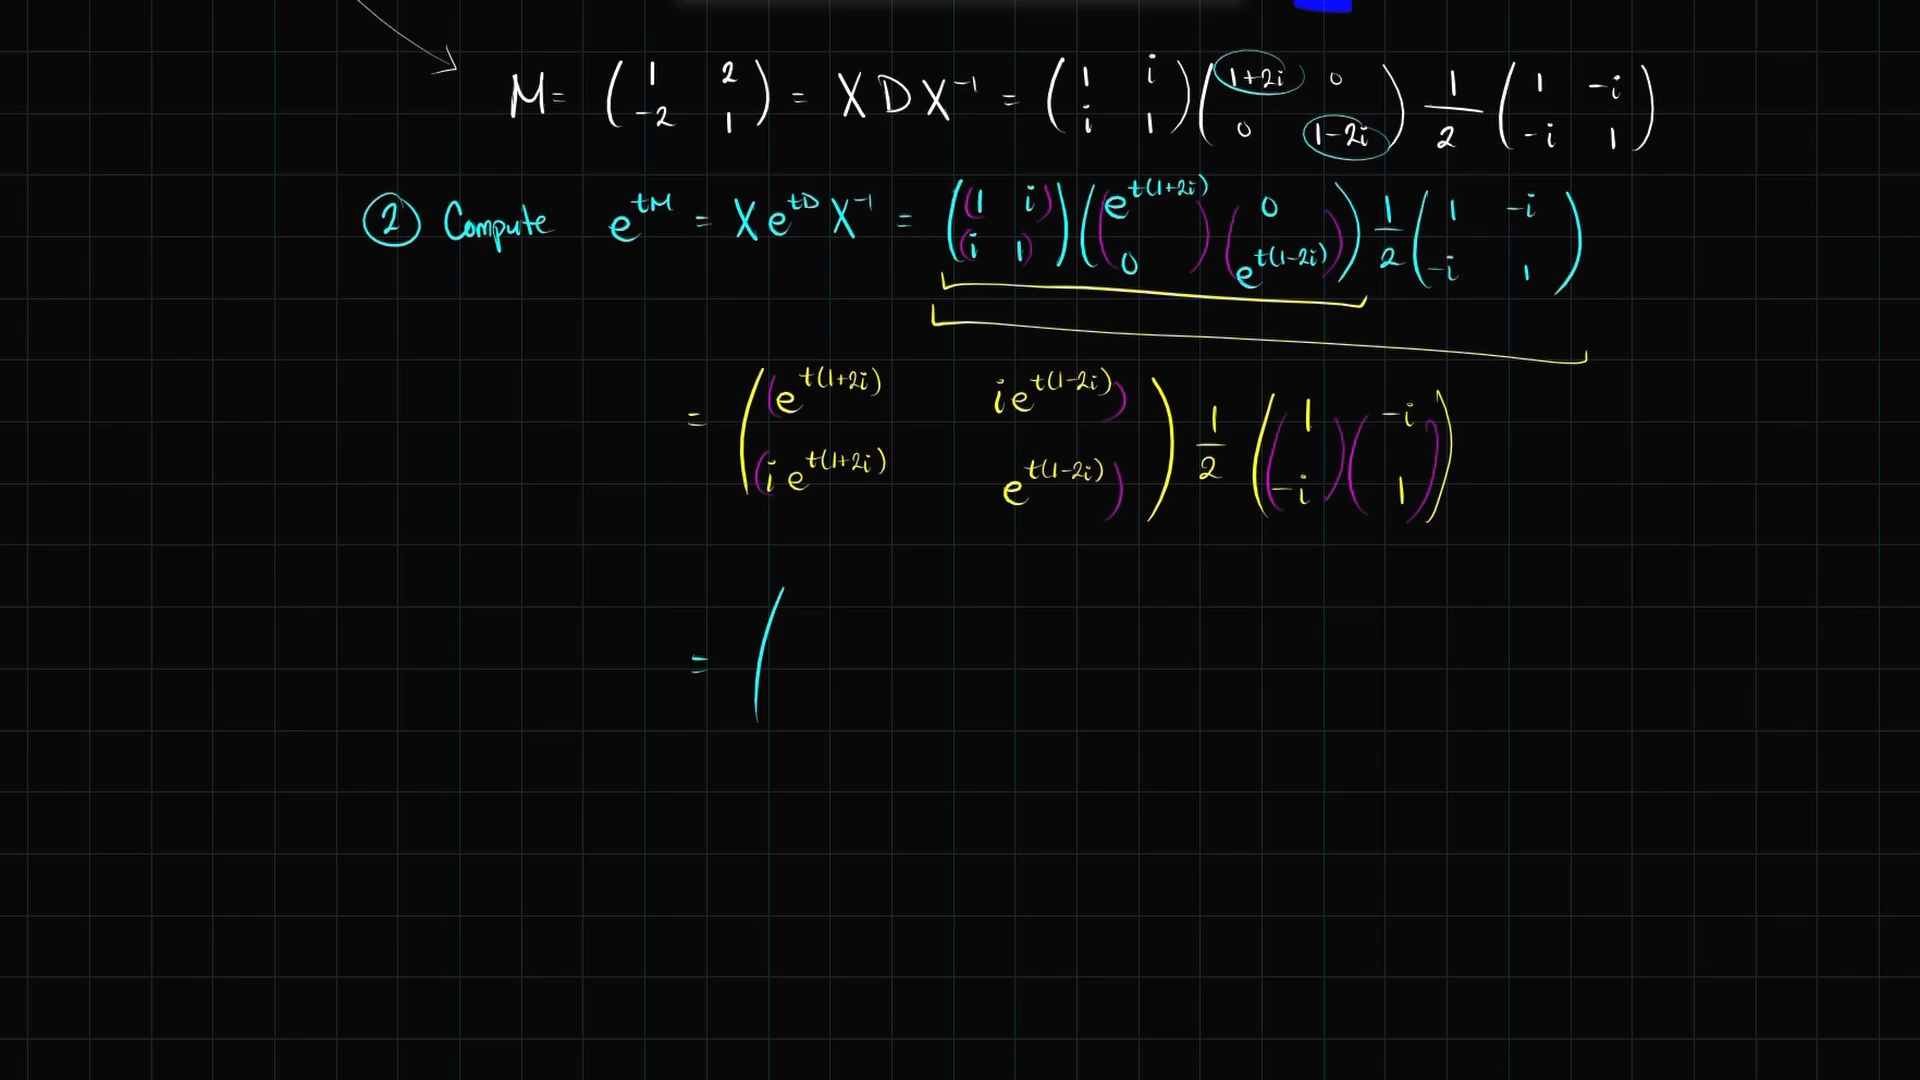 M = ( 1 2 ; -2 1 ) = X D X⁻¹ = ( 1 i ; i 1 ) ( 1+2i 0 ; 0 1-2i ) 1/2 ( 1 -i ; -i 1 )
② Compute e^{tM} = X e^{tD} X⁻¹ = ( 1 i ; i 1 ) ( e^{t(1+2i)} 0 ; 0 e^{t(1-2i)} ) 1/2 ( 1 -i ; -i 1 )
= ( e^{t(1+2i)} i e^{t(1-2i)} ; i e^{t(1+2i)} e^{t(1-2i)} ) 1/2 ( 1 -i ; -i 1 )
= (